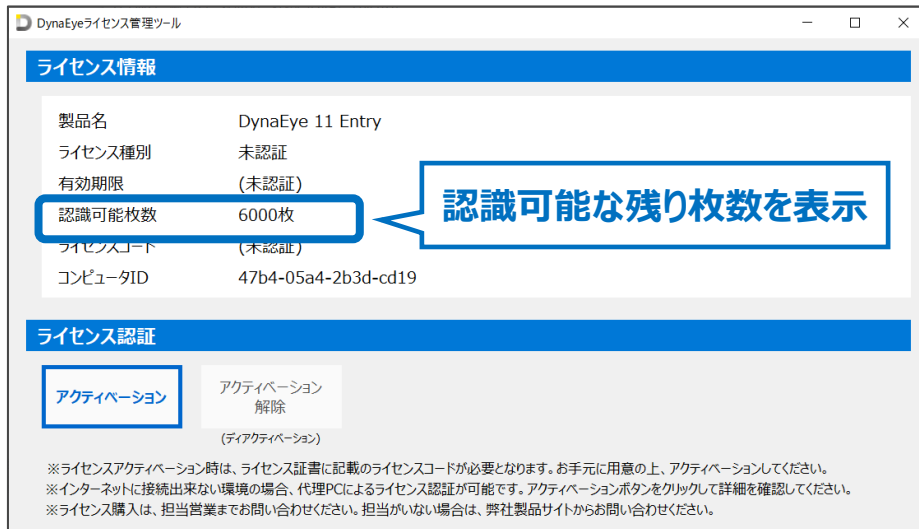 DynaEyeライセンス管理ツール
ライセンス情報
製品名 DynaEye 11 Entry
ライセンス種別 未認証
有効期限 (未認証)
認識可能枚数 6000枚
認識可能な残り枚数を表示
ライセンスコード (未認証)
コンピュータID 47b4-05a4-2b3d-cd19
ライセンス認証
アクティベーション
アクティベーション
解除
(ディアクティベーション)
※ライセンスアクティベーション時は、ライセンス証書に記載のライセンスコードが必要となります。お手元に用意の上、アクティベーションしてください。
※インターネットに接続出来ない環境の場合、代理PCによるライセンス認証が可能です。アクティベーションボタンをクリックして詳細を確認してください。
※ライセンス購入は、担当営業までお問い合わせください。担当がいない場合は、弊社製品サイトからお問い合わせください。